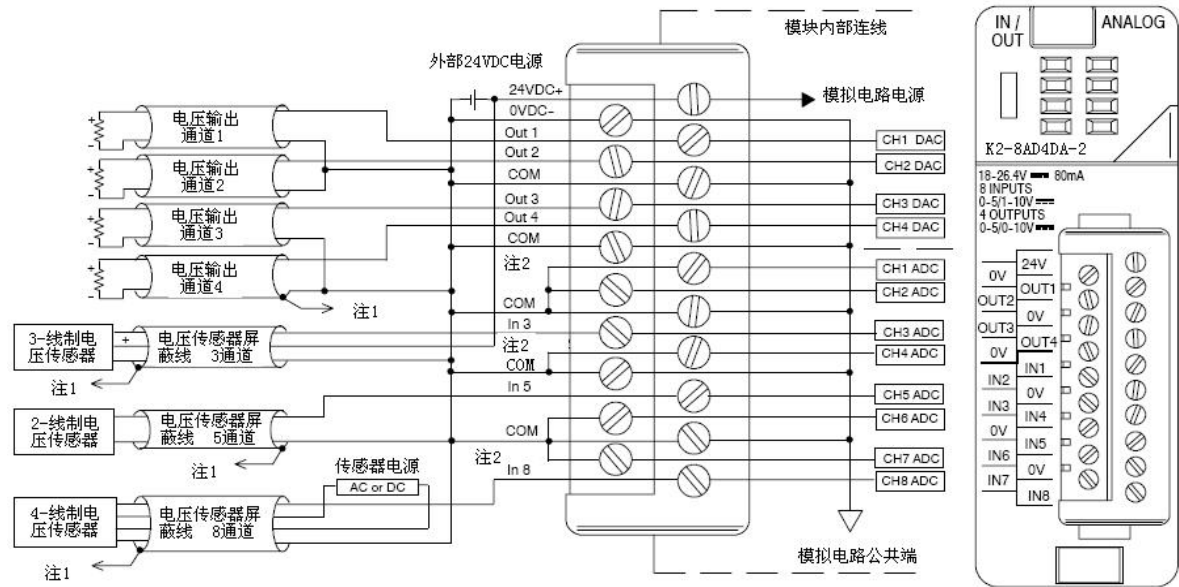 模块内部连线
外部24VDC电源
24VDC+
0VDC-
Out 1
Out 2
COM
Out 3
Out 4
COM
注2
COM
In 3
注2
COM
In 5
COM
注2
In 8
模拟电路电源
CH1 DAC
CH2 DAC
CH3 DAC
CH4 DAC
CH1 ADC
CH2 ADC
CH3 ADC
CH4 ADC
CH5 ADC
CH6 ADC
CH7 ADC
CH8 ADC
模拟电路公共端
+
-
电压输出
通道1
+
-
电压输出
通道2
+
-
电压输出
通道3
+
-
电压输出
通道4
注1
3-线制电
压传感器
+
电压传感器屏
蔽线 3通道
注1
2-线制电
压传感器
电压传感器屏
蔽线 5通道
注1
传感器电源
AC or DC
4-线制电
压传感器
电压传感器屏
蔽线 8通道
注1
IN /
OUT
ANALOG
K2-8AD4DA-2
18-26.4V 80mA
8 INPUTS
0-5/1-10V
4 OUTPUTS
0-5/0-10V
24V
0V
OUT1
OUT2
0V
OUT3
OUT4
0V
IN1
IN2
0V
IN3
IN4
0V
IN5
IN6
0V
IN7
IN8